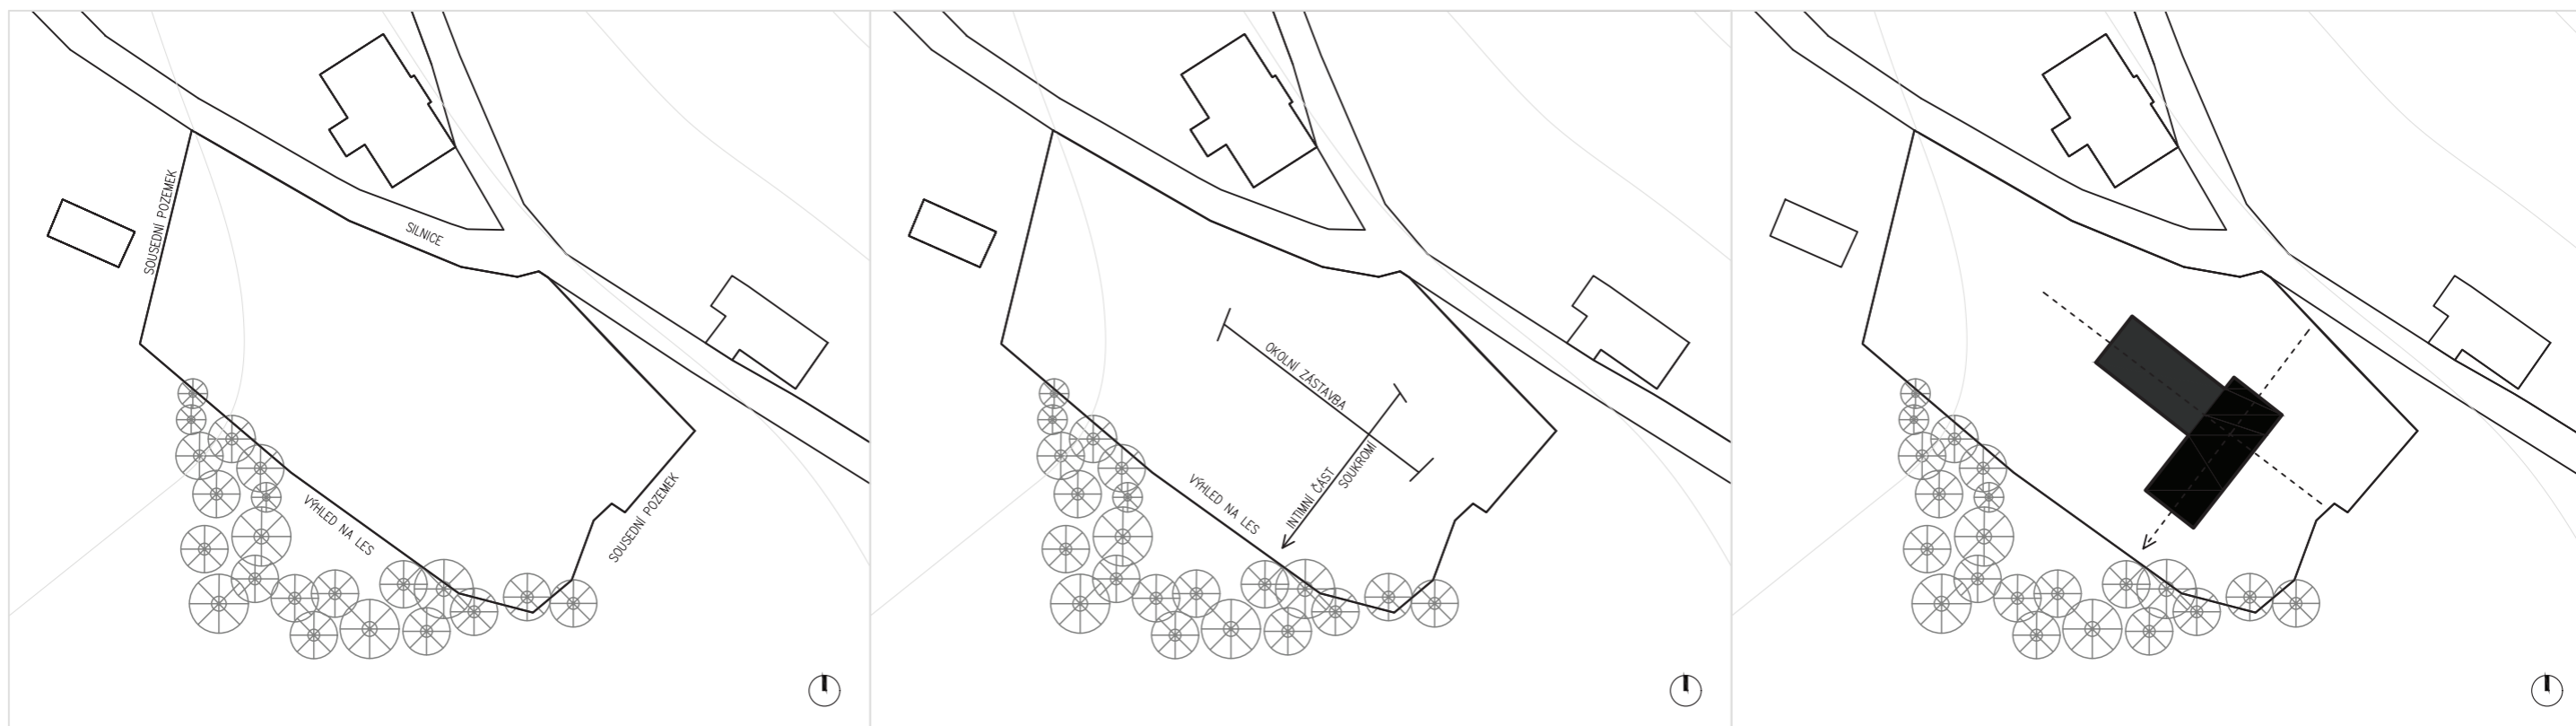 SOUSEDNÍ POZEMEK
SILNICE
VÝHLED NA LES
SOUSEDNÍ POZEMEK
OKOLNÍ ZÁSTAVBA
INTIMNÍ ČÁST
SOUKROMÍ
VÝHLED NA LES